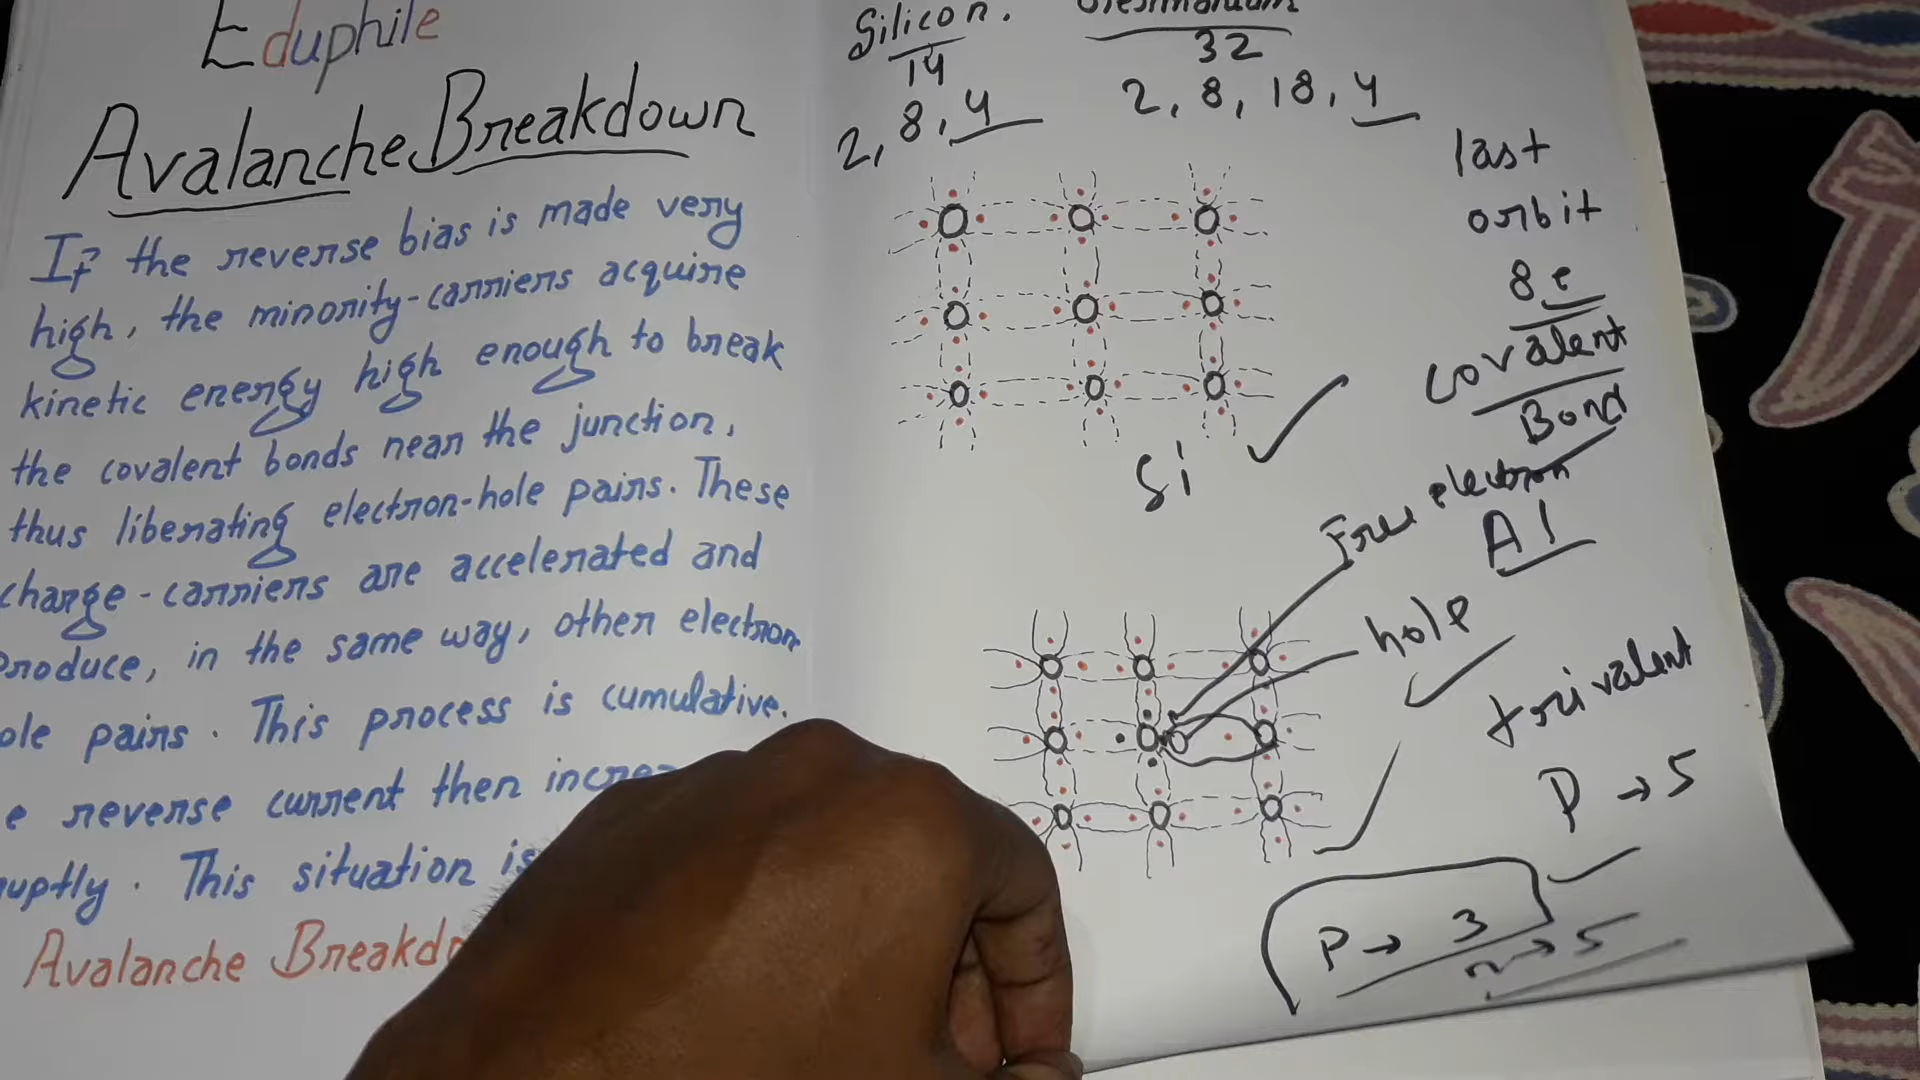 Eduphile
Avalanche Breakdown
If the reverse bias is made very
high, the minority-carriers acquire
kinetic energy high enough to break
the covalent bonds near the junction,
thus liberating electron-hole pairs. These
charge-carriers are accelerated and
produce, in the same way, other electron
ole pairs. This process is cumulative.
e reverse current then incre
uptly. This situation is
Avalanche Breakdo
Silicon.
14
2, 8, 4
32
2, 8, 18, 4
last
orbit
8e
covalent
Bond
Si
Free electron
Al
hole
trivalent
P → 5
P → 3
n → 5